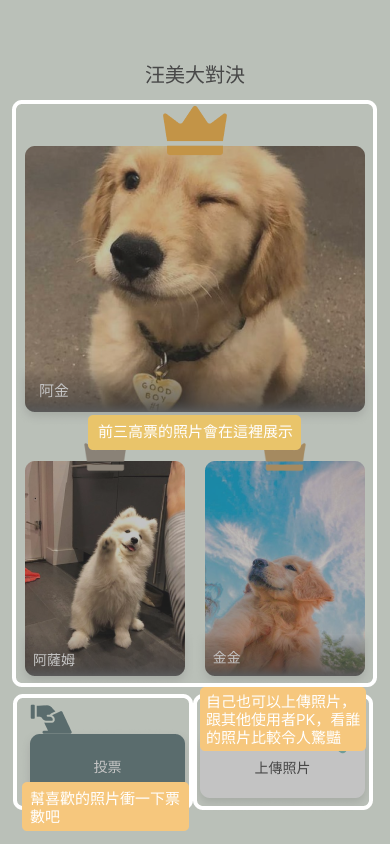 汪美大對決
GOOD
BOY
阿金
前三高票的照片會在這裡展示
阿薩姆
金金
自己也可以上傳照片，
跟其他使用者PK，看誰
的照片比較令人驚豔
投票
上傳照片
幫喜歡的照片衝一下票
數吧